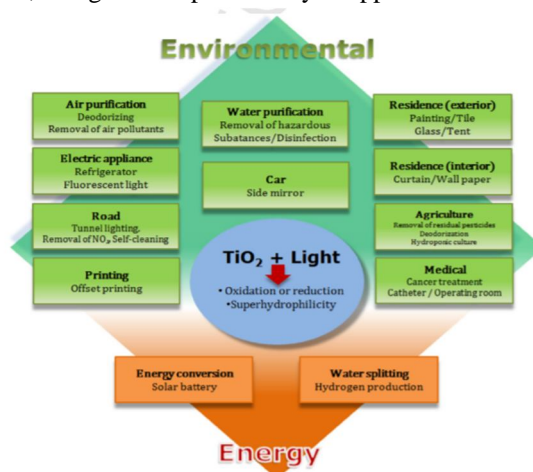 Environmental
Air purification
Deodorizing
Removal of air pollutants
Water purification
Removal of hazardous
Subatances/Disinfection
Residence (exterior)
Painting/Tile
Glass/Tent
Electric appliance
Refrigerator
Fluorescent light
Car
Side mirror
Residence (interior)
Curtain/Wall paper
Road
Tunnel lighting,
Removal of NOx, Self-cleaning
Agriculture
Removal of residual pesticides
Deodorization
Hydroponic culture
Printing
Offset printing
TiO₂ + Light
• Oxidation or reduction
•Superhydrophilicity
Medical
Cancer treatment
Catheter / Operating room
Energy conversion
Solar battery
Water splitting
Hydrogen production
Energy